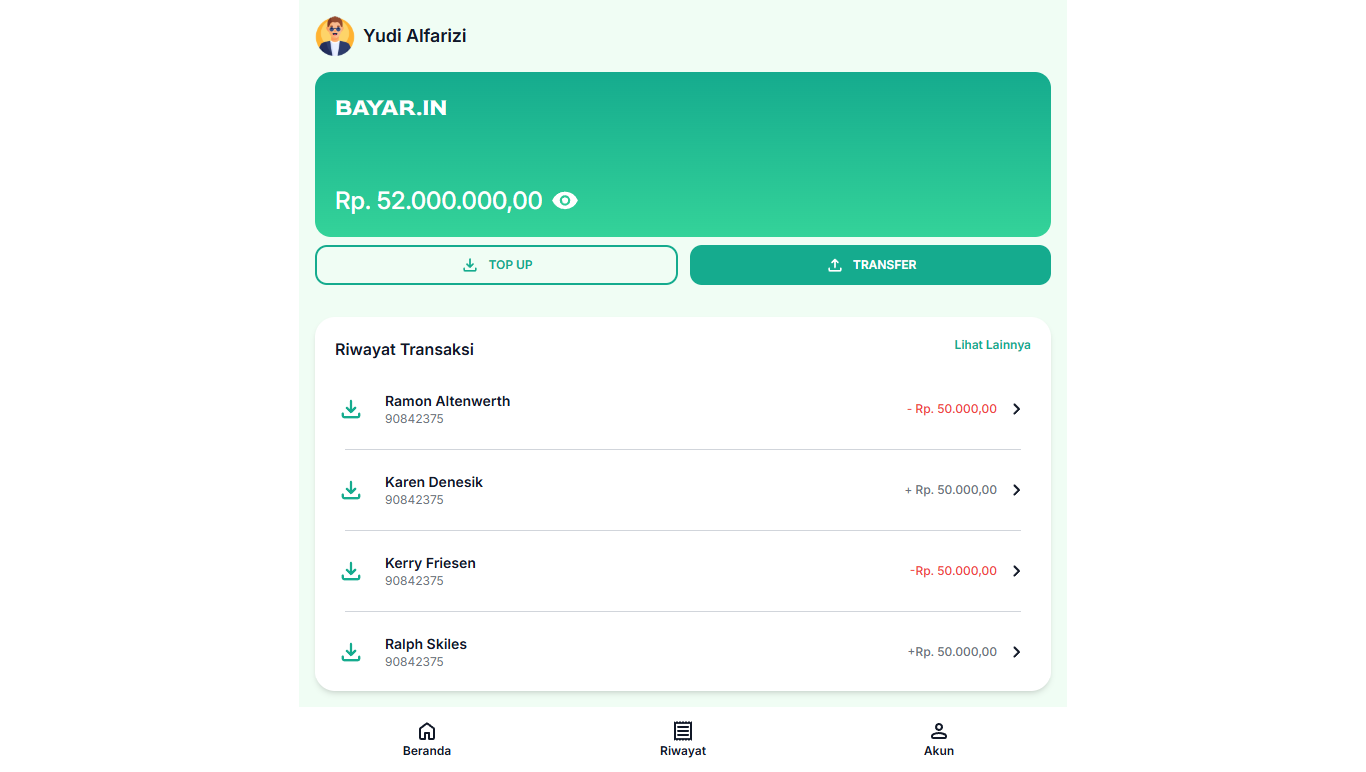 Yudi Alfarizi
BAYAR.IN
Rp. 52.000.000,00
TOP UP
TRANSFER
Riwayat Transaksi
Lihat Lainnya
Ramon Altenwerth
90842375
- Rp. 50.000,00
Karen Denesik
90842375
+ Rp. 50.000,00
Kerry Friesen
90842375
-Rp. 50.000,00
Ralph Skiles
90842375
+Rp. 50.000,00
Beranda
Riwayat
Akun